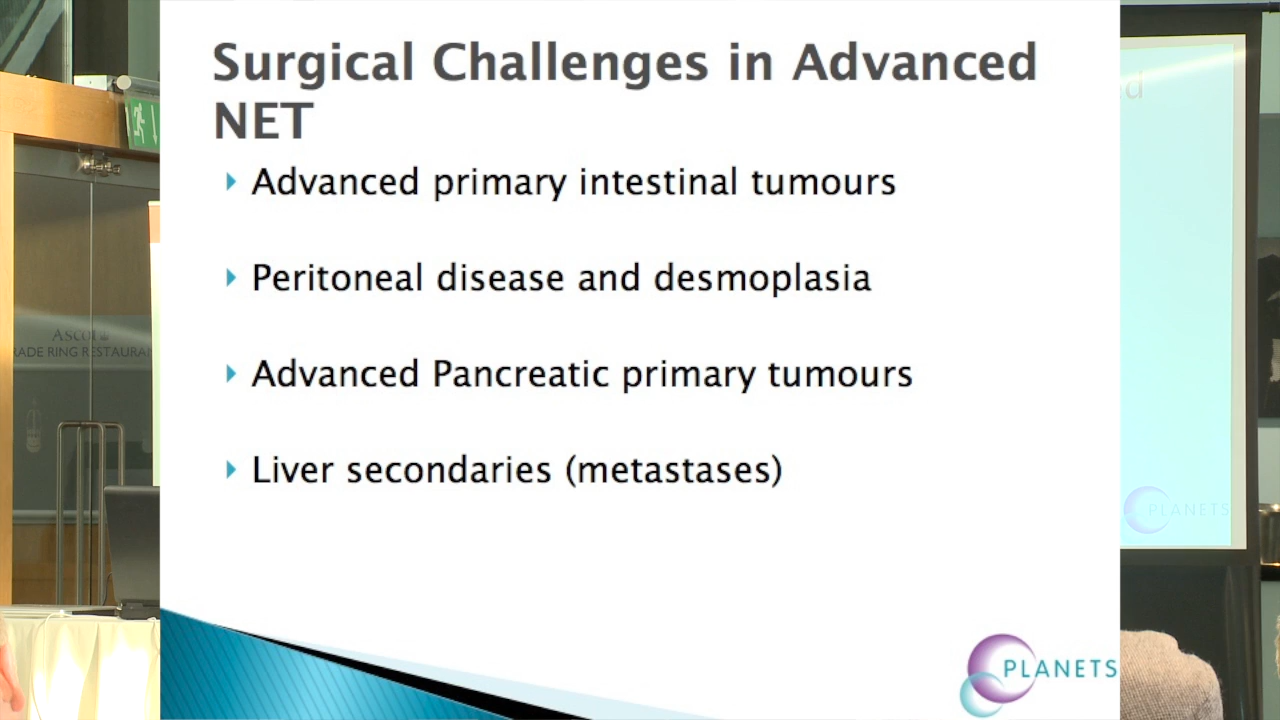 Surgical Challenges in Advanced
NET
Advanced primary intestinal tumours
Peritoneal disease and desmoplasia
Advanced Pancreatic primary tumours
Liver secondaries (metastases)
PLANETS
ASCOT
RADE RING RESTAURAN
ed
PLANETS